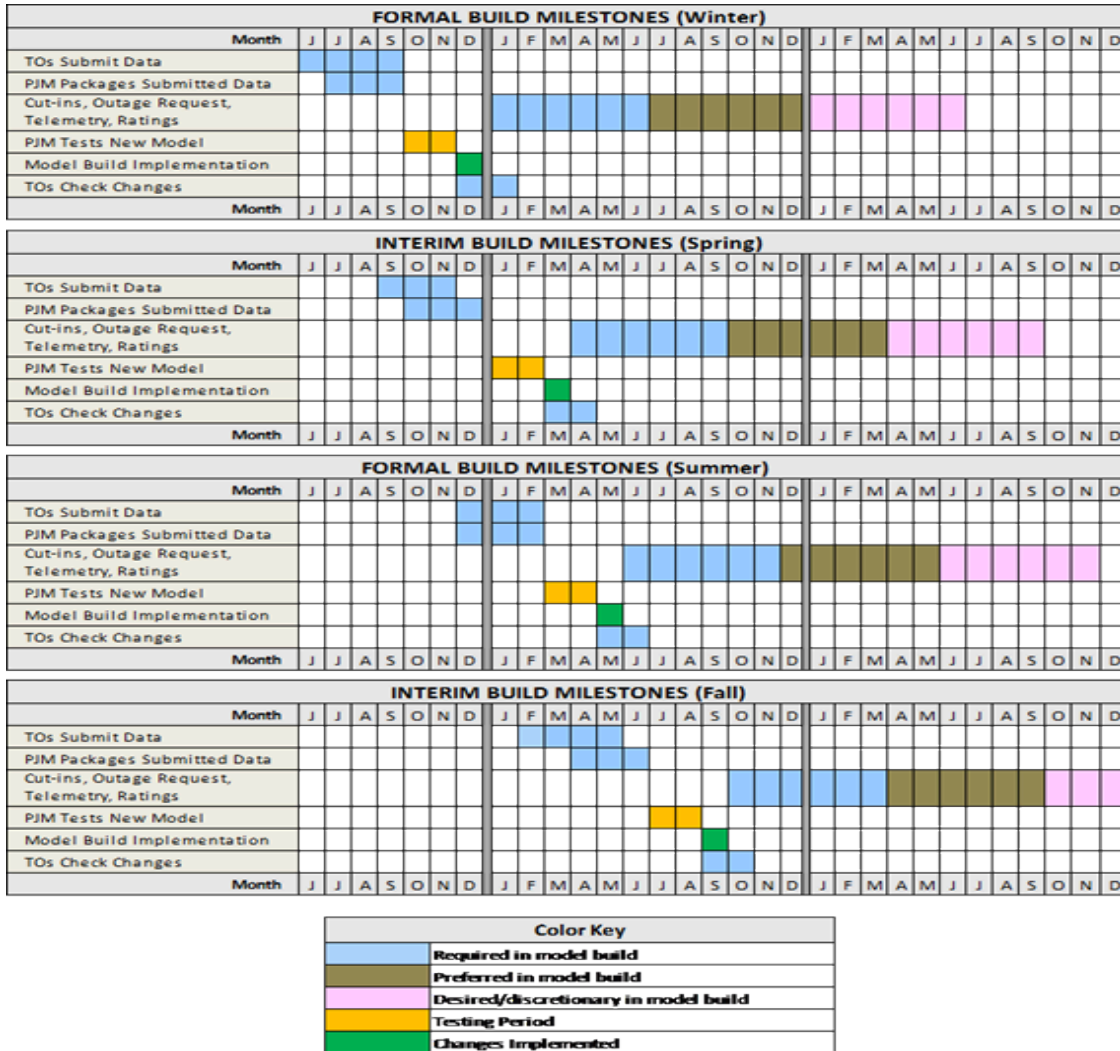 FORMAL BUILD MILESTONES (Winter)
Month J J A S O N D J F M A M J J A S O N D J F M A M J J A S O N D
TOs Submit Data
PJM Packages Submitted Data
Cut-ins, Outage Request,
Telemetry, Ratings
PJM Tests New Model
Model Build Implementation
TOs Check Changes
Month J J A S O N D J F M A M J J A S O N D J F M A M J J A S O N D
INTERIM BUILD MILESTONES (Spring)
Month J J A S O N D J F M A M J J A S O N D J F M A M J J A S O N D
TOs Submit Data
PJM Packages Submitted Data
Cut-ins, Outage Request,
Telemetry, Ratings
PJM Tests New Model
Model Build Implementation
TOs Check Changes
Month J J A S O N D J F M A M J J A S O N D J F M A M J J A S O N D
FORMAL BUILD MILESTONES (Summer)
Month J J A S O N D J F M A M J J A S O N D J F M A M J J A S O N D
TOs Submit Data
PJM Packages Submitted Data
Cut-ins, Outage Request,
Telemetry, Ratings
PJM Tests New Model
Model Build Implementation
TOs Check Changes
Month J J A S O N D J F M A M J J A S O N D J F M A M J J A S O N D
INTERIM BUILD MILESTONES (Fall)
Month J J A S O N D J F M A M J J A S O N D J F M A M J J A S O N D
TOs Submit Data
PJM Packages Submitted Data
Cut-ins, Outage Request,
Telemetry, Ratings
PJM Tests New Model
Model Build Implementation
TOs Check Changes
Month J J A S O N D J F M A M J J A S O N D J F M A M J J A S O N D
Color Key
Required in model build
Preferred in model build
Desired/discretionary in model build
Testing Period
Changes Implemented